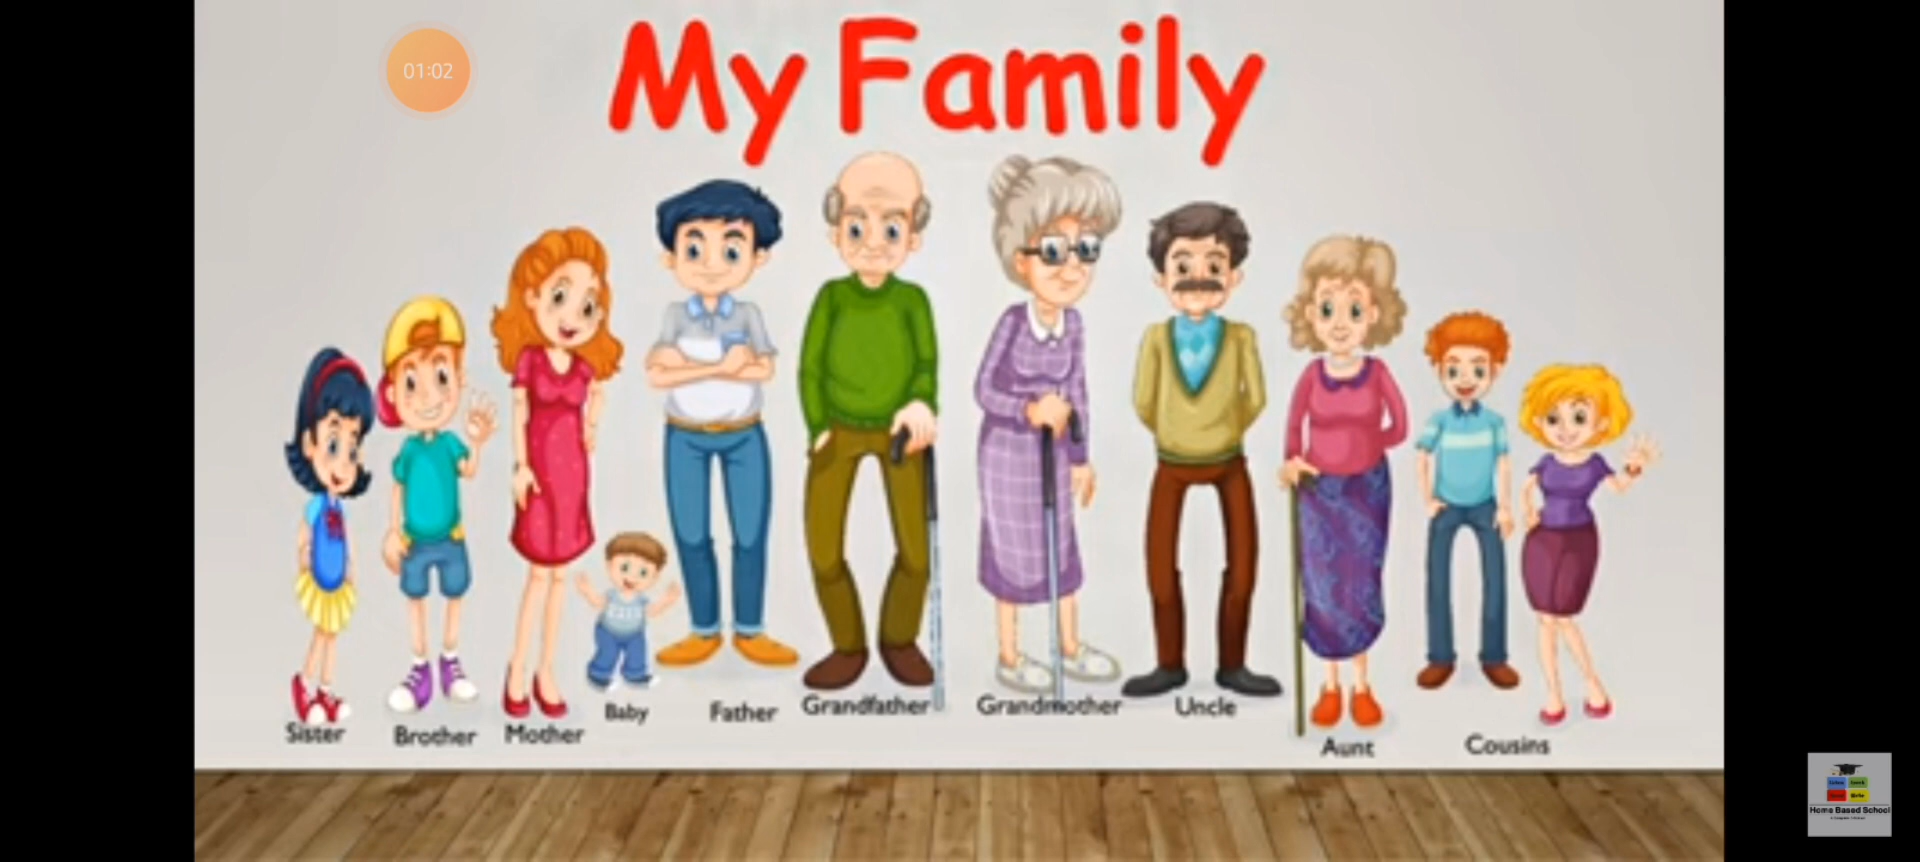 My Family
01:02
Sister
Brother
Mother
Baby
Father
Grandfather
Grandmother
Uncle
Aunt
Cousins
Home Based School